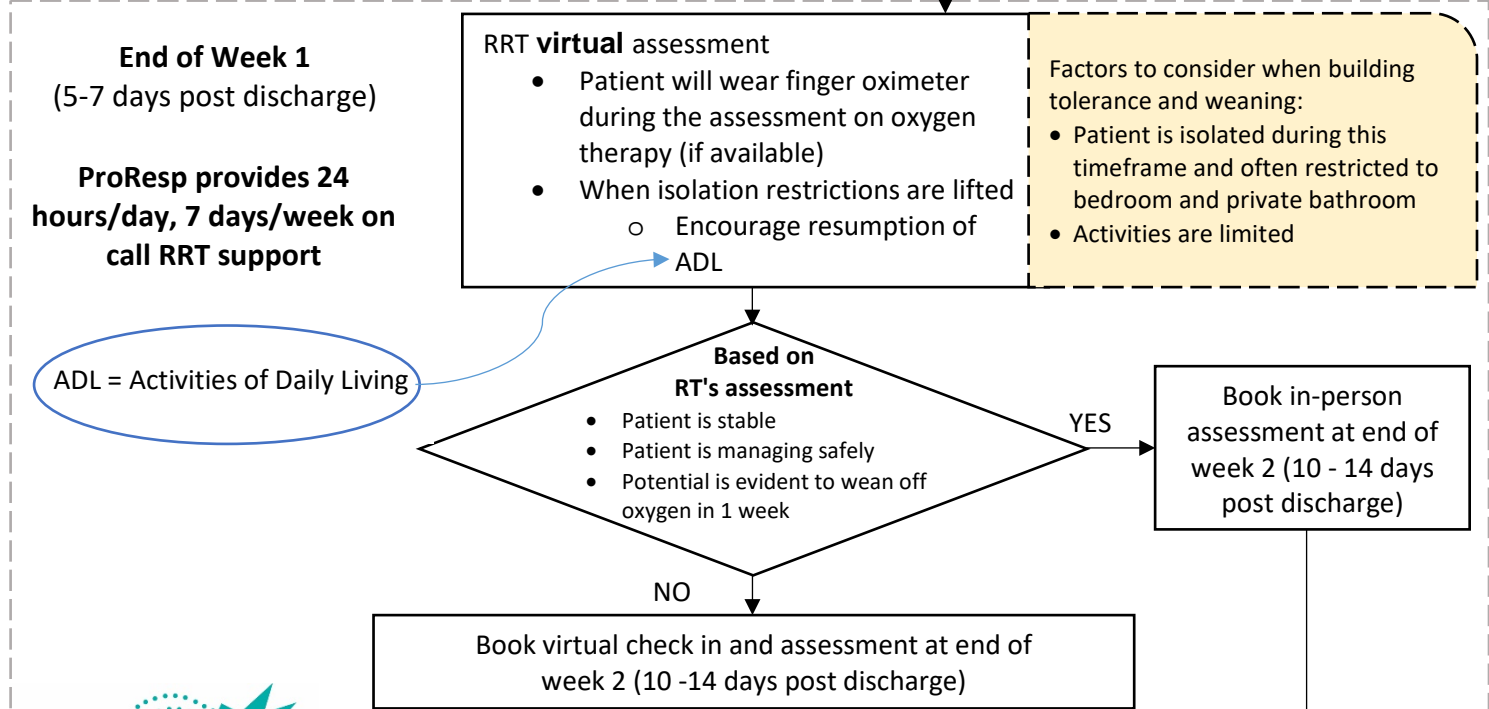 End of Week 1
(5-7 days post discharge)
ProResp provides 24
hours/day, 7 days/week on
call RRT support
RRT virtual assessment
• Patient will wear finger oximeter
during the assessment on oxygen
therapy (if available)
• When isolation restrictions are lifted
o Encourage resumption of
ADL
Factors to consider when building
tolerance and weaning:
• Patient is isolated during this
timeframe and often restricted to
bedroom and private bathroom
• Activities are limited
ADL = Activities of Daily Living
Based on
RT's assessment
• Patient is stable
• Patient is managing safely
• Potential is evident to wean off
oxygen in 1 week
YES
Book in-person
assessment at end of
week 2 (10 - 14 days
post discharge)
NO
Book virtual check in and assessment at end of
week 2 (10 -14 days post discharge)